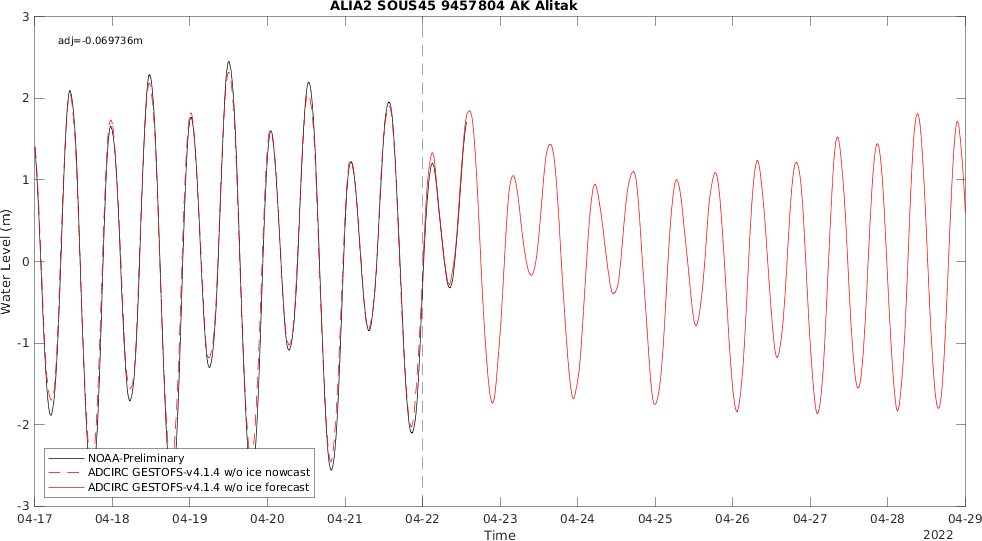 ALIA2 SOUS45 9457804 AK Alitak
adj=-0.069736m
3
2
1
0
-1
-2
-3
Water Level (m)
NOAA-Preliminary
ADCIRC GESTOFS-v4.1.4 w/o ice nowcast
ADCIRC GESTOFS-v4.1.4 w/o ice forecast
04-17 04-18 04-19 04-20 04-21 04-22 04-23 04-24 04-25 04-26 04-27 04-28 04-29
Time
2022